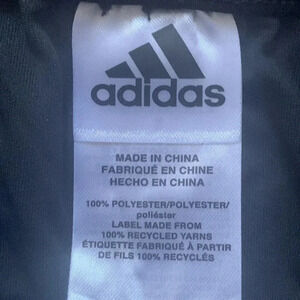 adidas
MADE IN CHINA
FABRIQUÉ EN CHINE
HECHO EN CHINA
100% POLYESTER/POLYESTER/
poliéster
LABEL MADE FROM
100% RECYCLED YARNS
ÉTIQUETTE FABRIQUÉ À PARTIR
DE FILS 100% RECYCLÉS